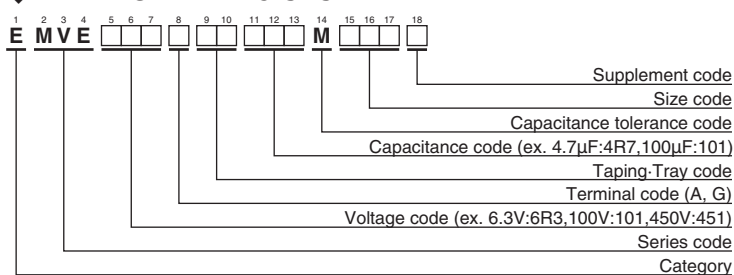 1 2 3 4 5 6 7 8 9 10 11 12 13 14 15 16 17 18
E MVE M
Supplement code
Size code
Capacitance tolerance code
Capacitance code (ex. 4.7µF:4R7,100µF:101)
Taping·Tray code
Terminal code (A, G)
Voltage code (ex. 6.3V:6R3,100V:101,450V:451)
Series code
Category